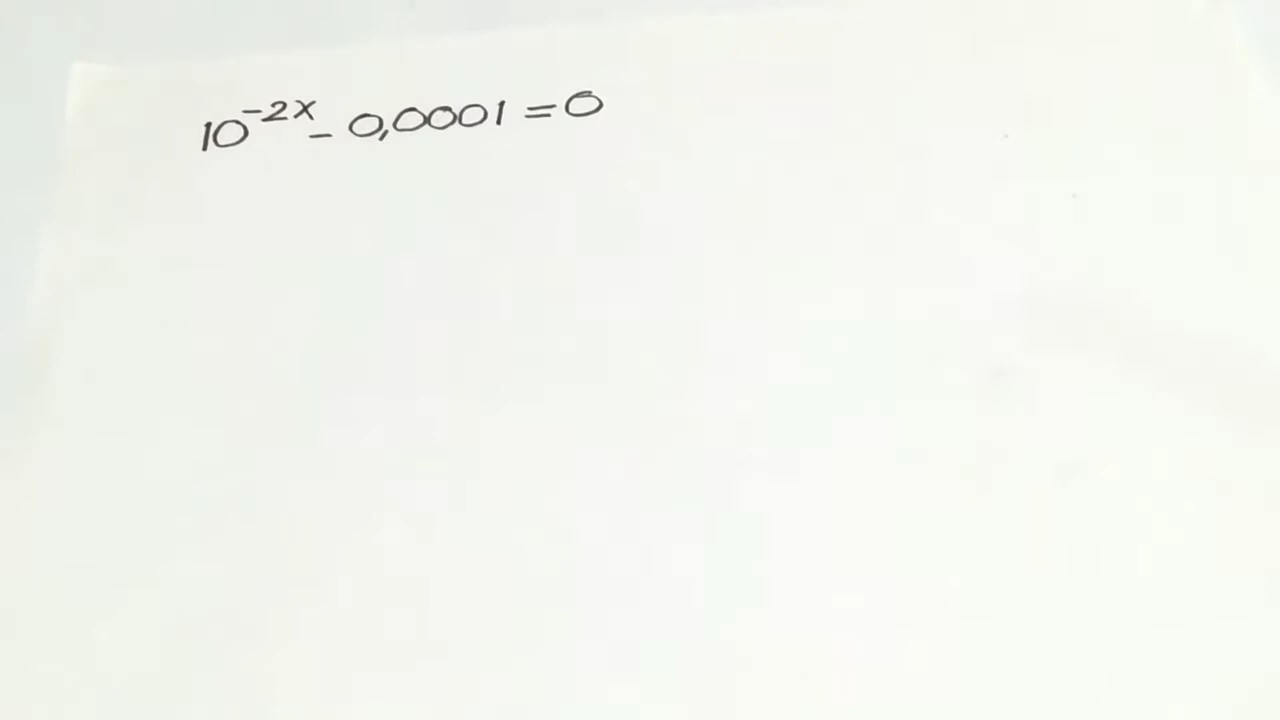 10⁻²ˣ - 0,0001 = 0